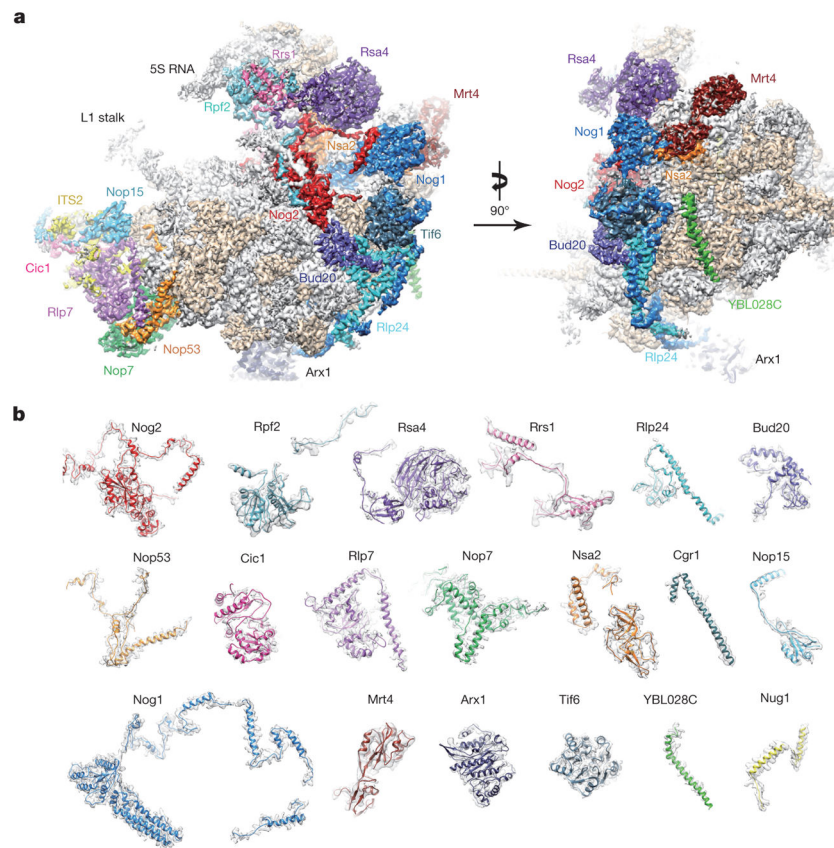 a
Rrs1
Rsa4
5S RNA
Rpf2
Mrt4
L1 stalk
Nsa2
Nog1
ITS2
Nop15
Nog2
Tif6
Cic1
Bud20
Rlp7
Rlp24
Nop53
Nop7
Arx1
90°
Rsa4
Mrt4
Nog1
Nsa2
Nog2
Bud20
YBL028C
Rlp24
Arx1
b
Nog2
Rpf2
Rsa4
Rrs1
Rlp24
Bud20
Nop53
Cic1
Rlp7
Nop7
Nsa2
Cgr1
Nop15
Nog1
Mrt4
Arx1
Tif6
YBL028C
Nug1